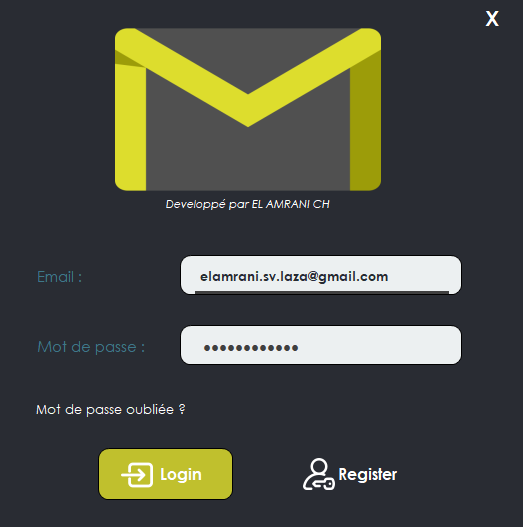 X
Developpé par EL AMRANI CH
Email :
elamrani.sv.laza@gmail.com
Mot de passe :
••••••••••••
Mot de passe oubliée ?
Login
Register